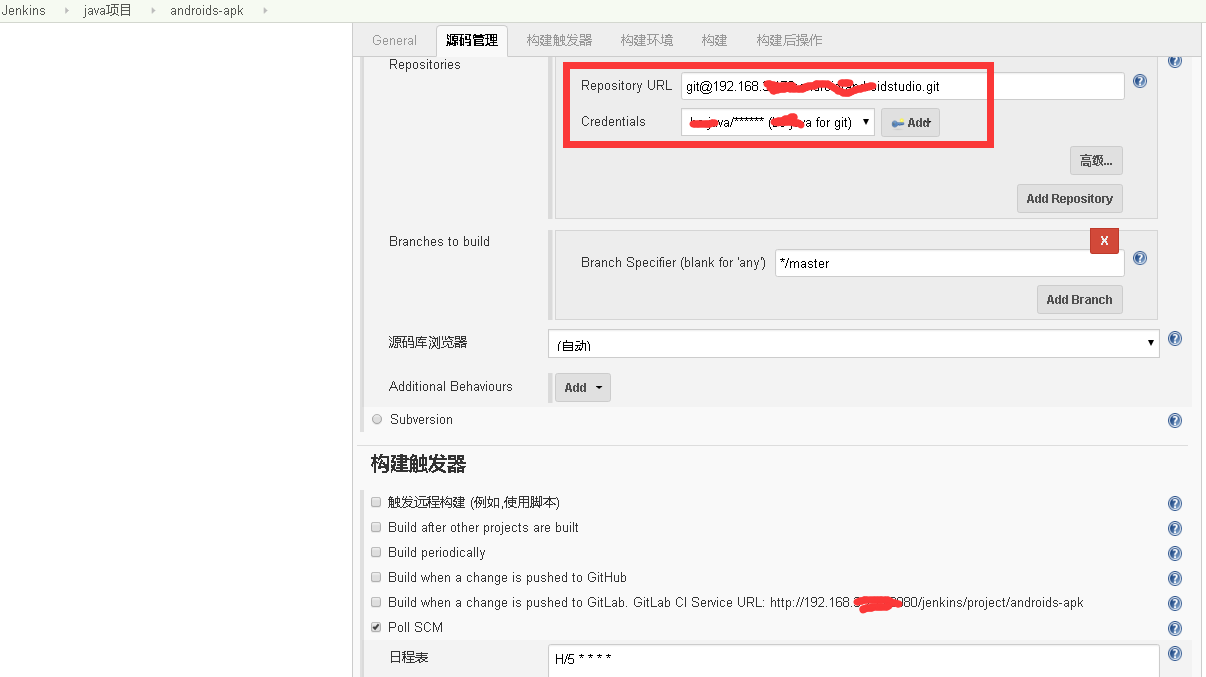 Jenkins java项目 androids-apk
General 源码管理 构建触发器 构建环境 构建 构建后操作
Repositories
Repository URL git@192.168. idstudio.git
Credentials va/****** ( va for git) Add
高级...
Add Repository
Branches to build
X
Branch Specifier (blank for 'any') */master
Add Branch
源码库浏览器 (自动)
Additional Behaviours Add
Subversion
构建触发器
触发远程构建 (例如,使用脚本)
Build after other projects are built
Build periodically
Build when a change is pushed to GitHub
Build when a change is pushed to GitLab. GitLab CI Service URL: http://192.168. 080/jenkins/project/androids-apk
Poll SCM
日程表 H/5 * * * *